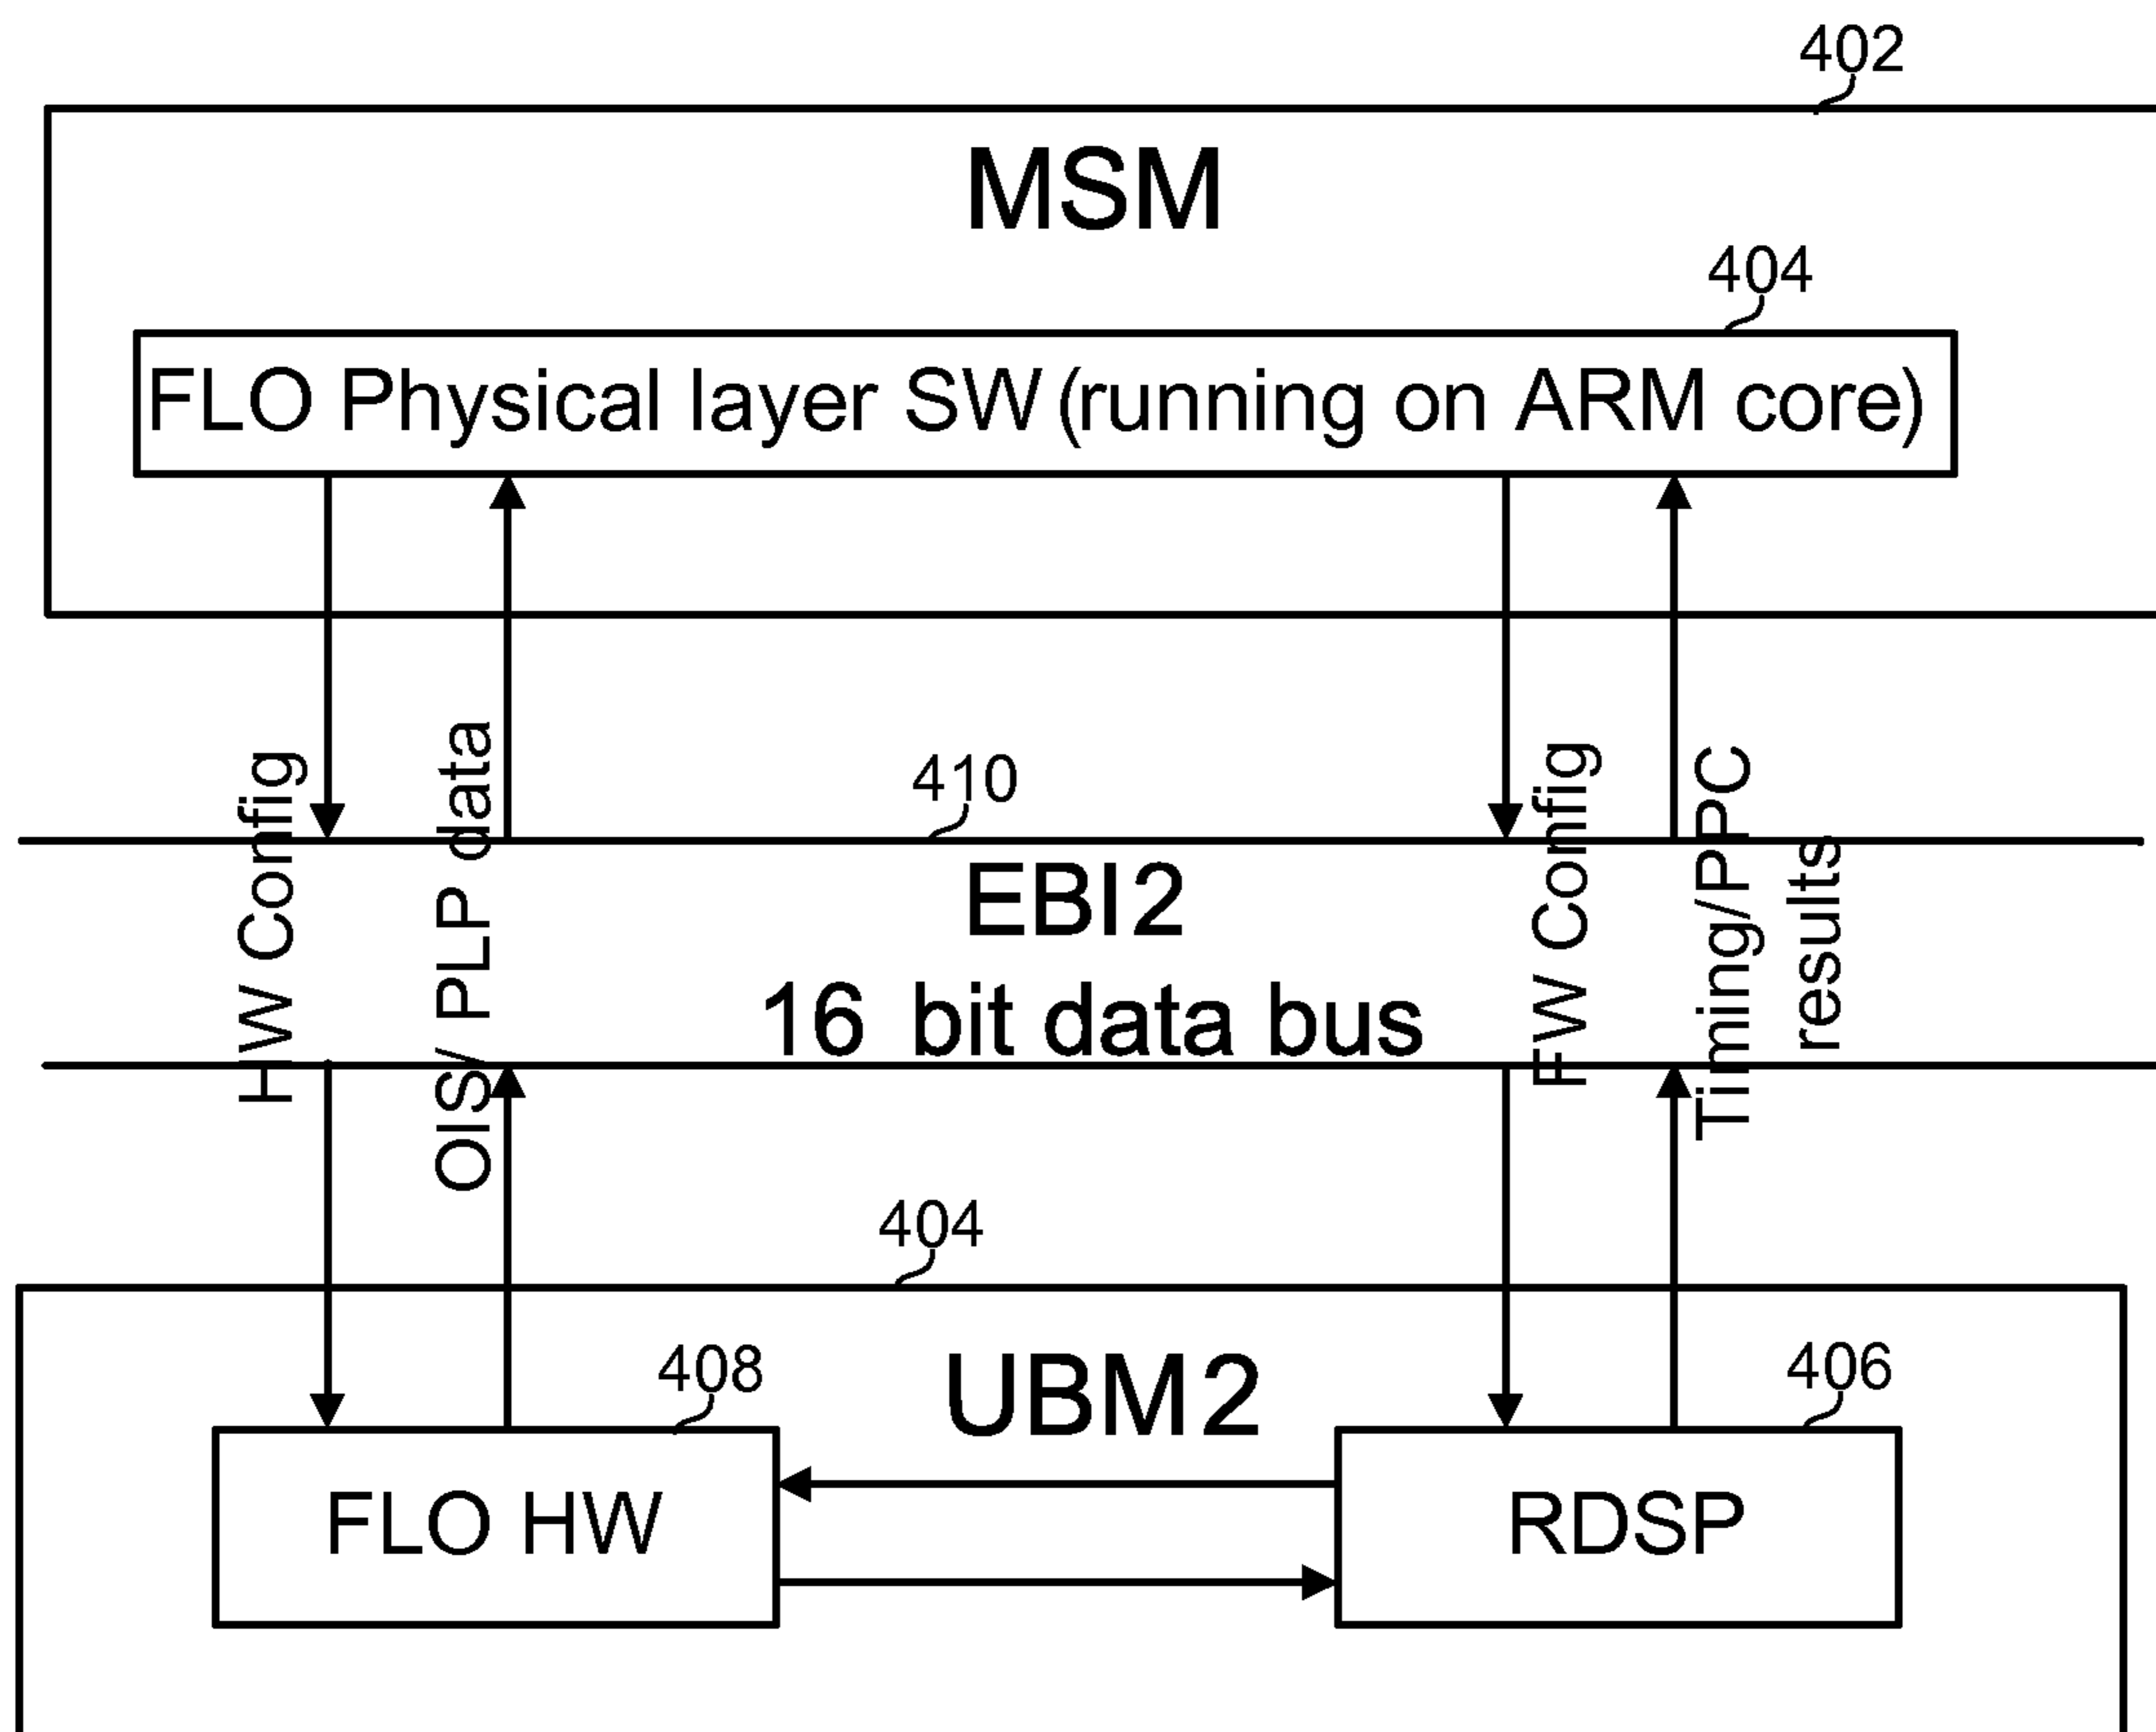 402
MSM
404
FLO Physical layer SW (running on ARM core)
HW Config
OIS/ PLP data
410
EBI2
16 bit data bus
FW Config
Timing/PPC
results
404
UBM2
408
406
FLO HW
RDSP